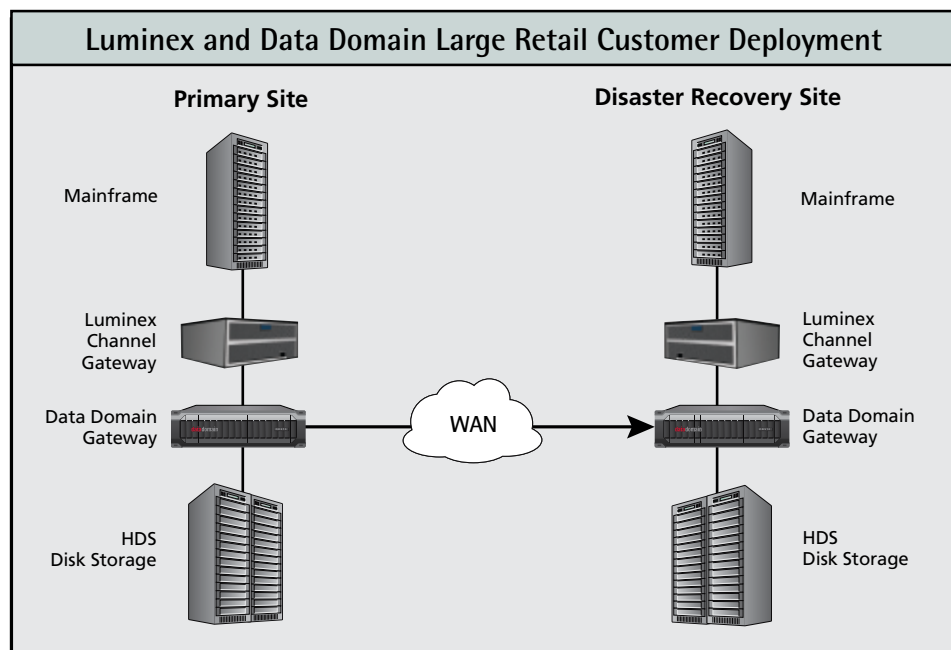 Luminex and Data Domain Large Retail Customer Deployment
Primary Site
Mainframe
Luminex
Channel
Gateway
Data Domain
Gateway
HDS
Disk Storage
WAN
Disaster Recovery Site
Mainframe
Luminex
Channel
Gateway
Data Domain
Gateway
HDS
Disk Storage